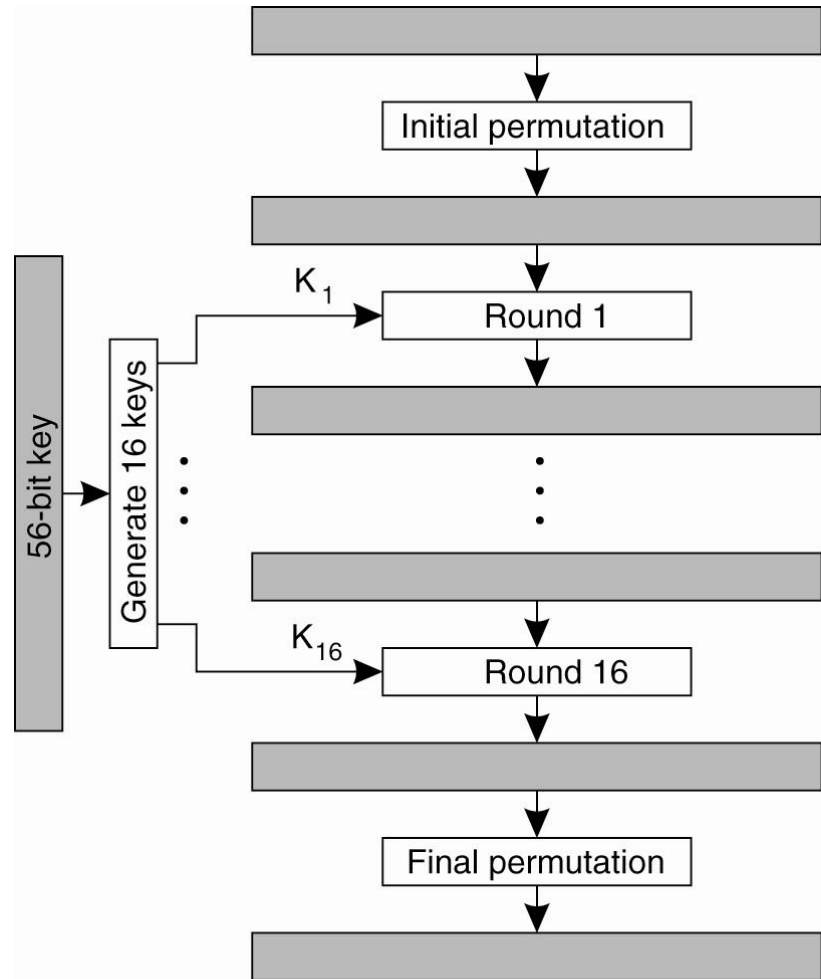 Initial permutation
K1
Round 1
56-bit key
Generate 16 keys
K16
Round 16
Final permutation